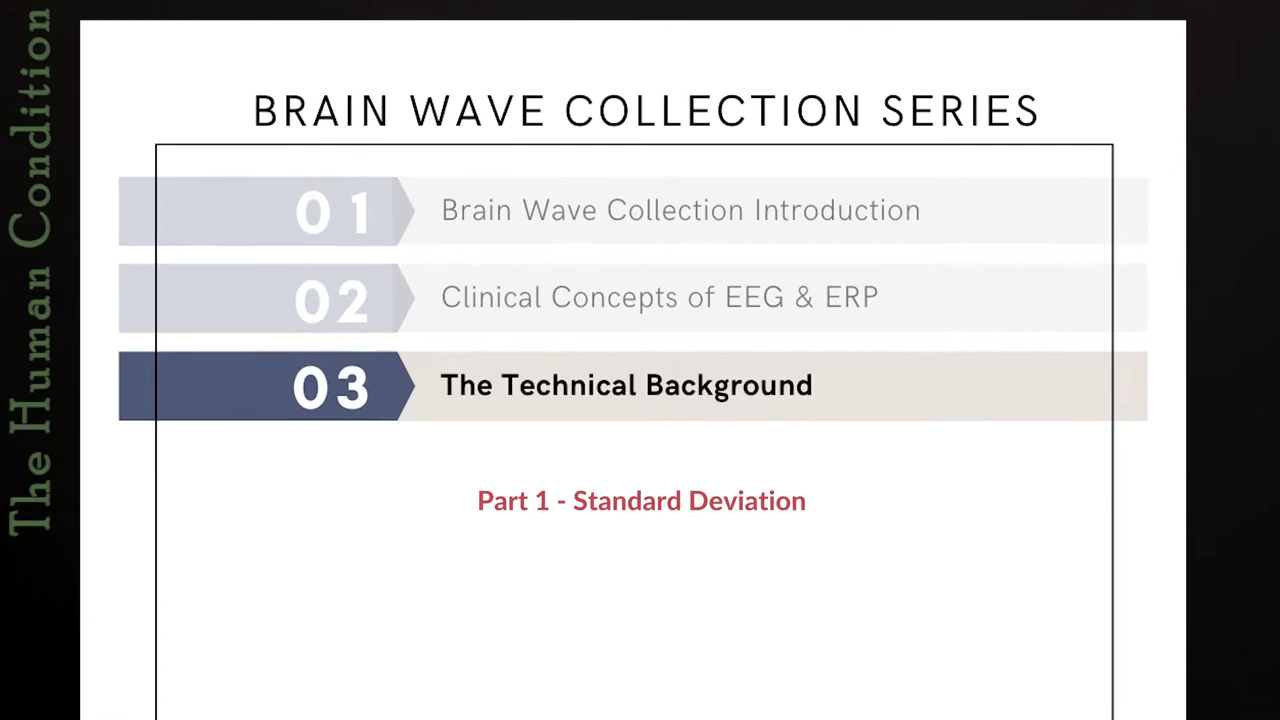 The Human Condition
BRAIN WAVE COLLECTION SERIES
01 Brain Wave Collection Introduction
02 Clinical Concepts of EEG & ERP
03 The Technical Background
Part 1 - Standard Deviation